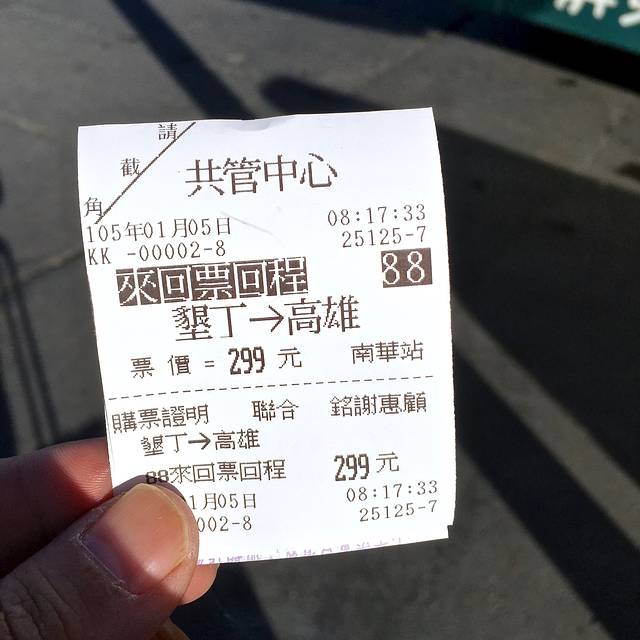 請
截
角
共管中心
105年01月05日 08:17:33
KK -00002-8 25125-7
來回票回程 88
墾丁→高雄
票 價 = 299 元 南華站
購票證明 聯合 銘謝惠顧
墾丁→高雄
88來回票回程 299 元
1月05日 08:17:33
002-8 25125-7